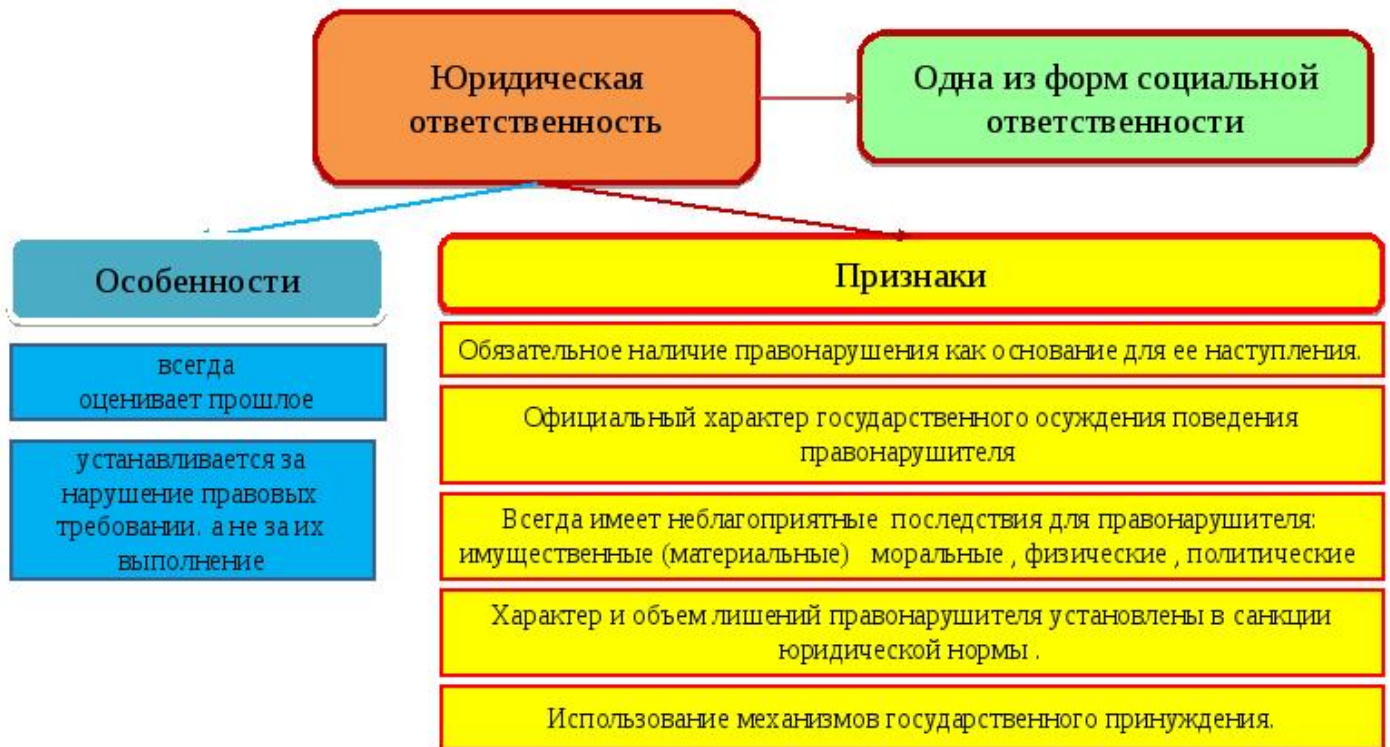 Юридическая
ответственность
Одна из форм социальной
ответственности
Особенности
всегда
оценивает прошлое
устанавливается за
нарушение правовых
требовании. а не за их
выполнение
Признаки
Обязательное наличие правонарушения как основание для ее наступления.
Официальный характер государственного осуждения поведения
правонарушителя
Всегда имеет неблагоприятные последствия для правонарушителя:
имущественные (материальные) моральные , физические , политические
Характер и объем лишений правонарушителя установлены в санкции
юридической нормы .
Использование механизмов государственного принуждения.